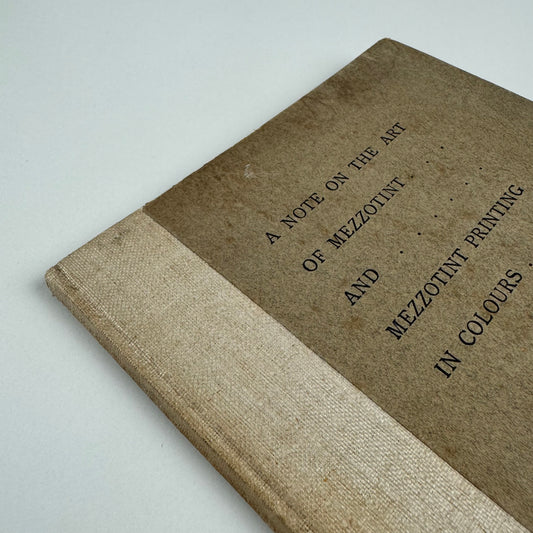 A NOTE ON THE ART
OF MEZZOTINT . . . .
AND . . . . . .
MEZZOTINT PRINTING
IN COLOURS .